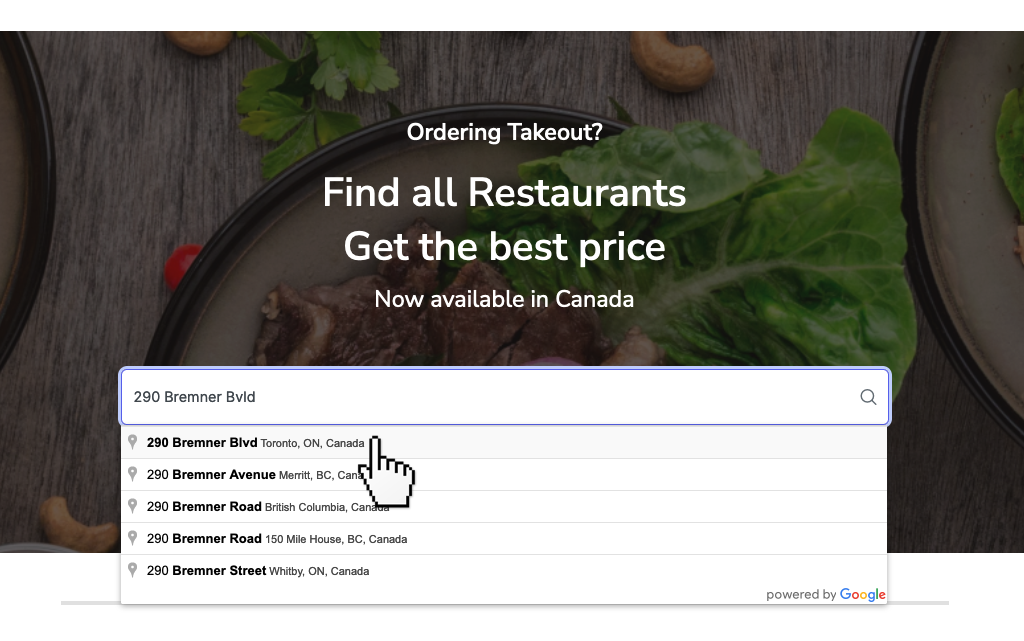 Ordering Takeout?
Find all Restaurants
Get the best price
Now available in Canada
290 Bremner Bvld
290 Bremner Blvd Toronto, ON, Canada
290 Bremner Avenue Merritt, BC, Cana
290 Bremner Road British Columbia, Canada
290 Bremner Road 150 Mile House, BC, Canada
290 Bremner Street Whitby, ON, Canada
powered by Google